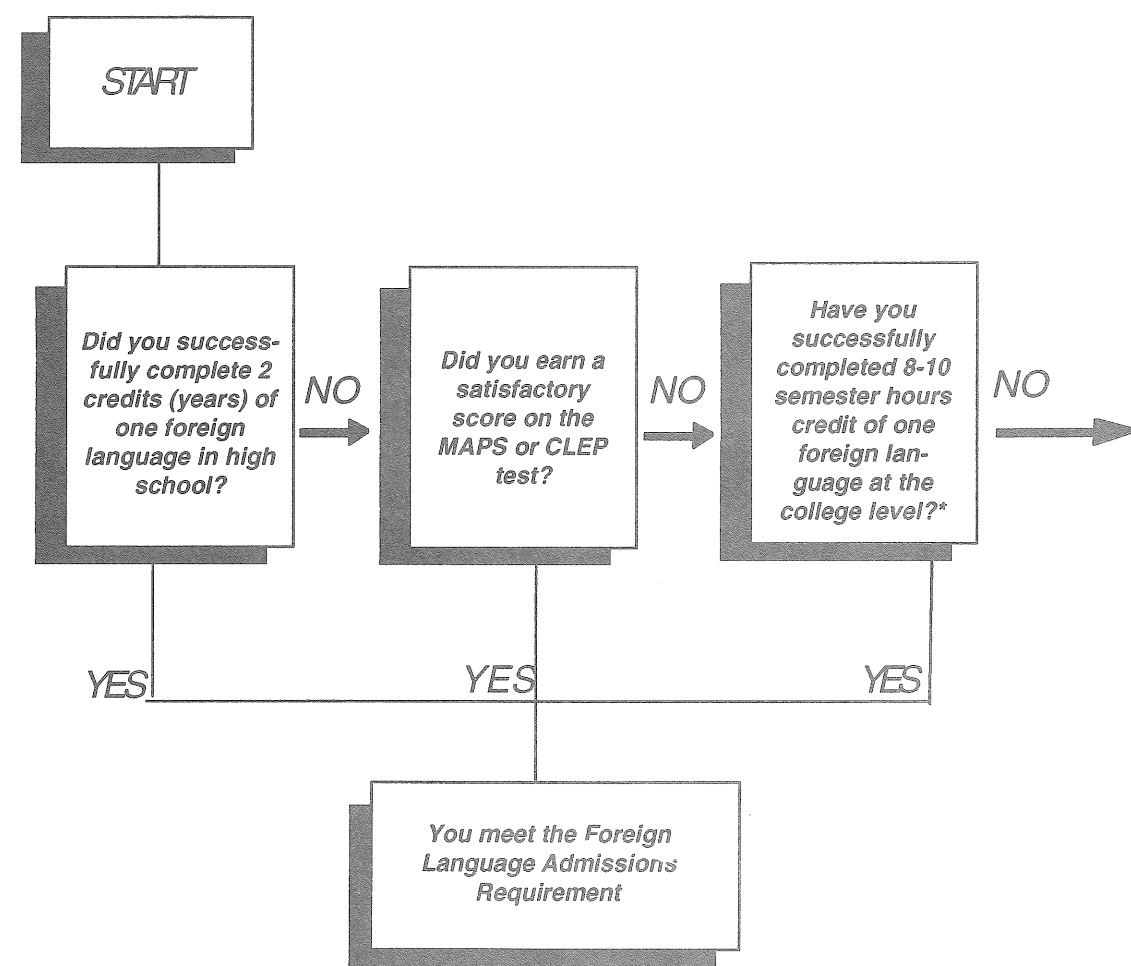 START
Did you success-
fully complete 2
credits (years) of
one foreign
language in high
school?
NO
Did you earn a
satisfactory
score on the
MAPS or CLEP
test?
NO
Have you
successfully
completed 8-10
semester hours
credit of one
foreign lan-
guage at the
college level?*
NO
YES
YES
YES
You meet the Foreign
Language Admissions
Requirement